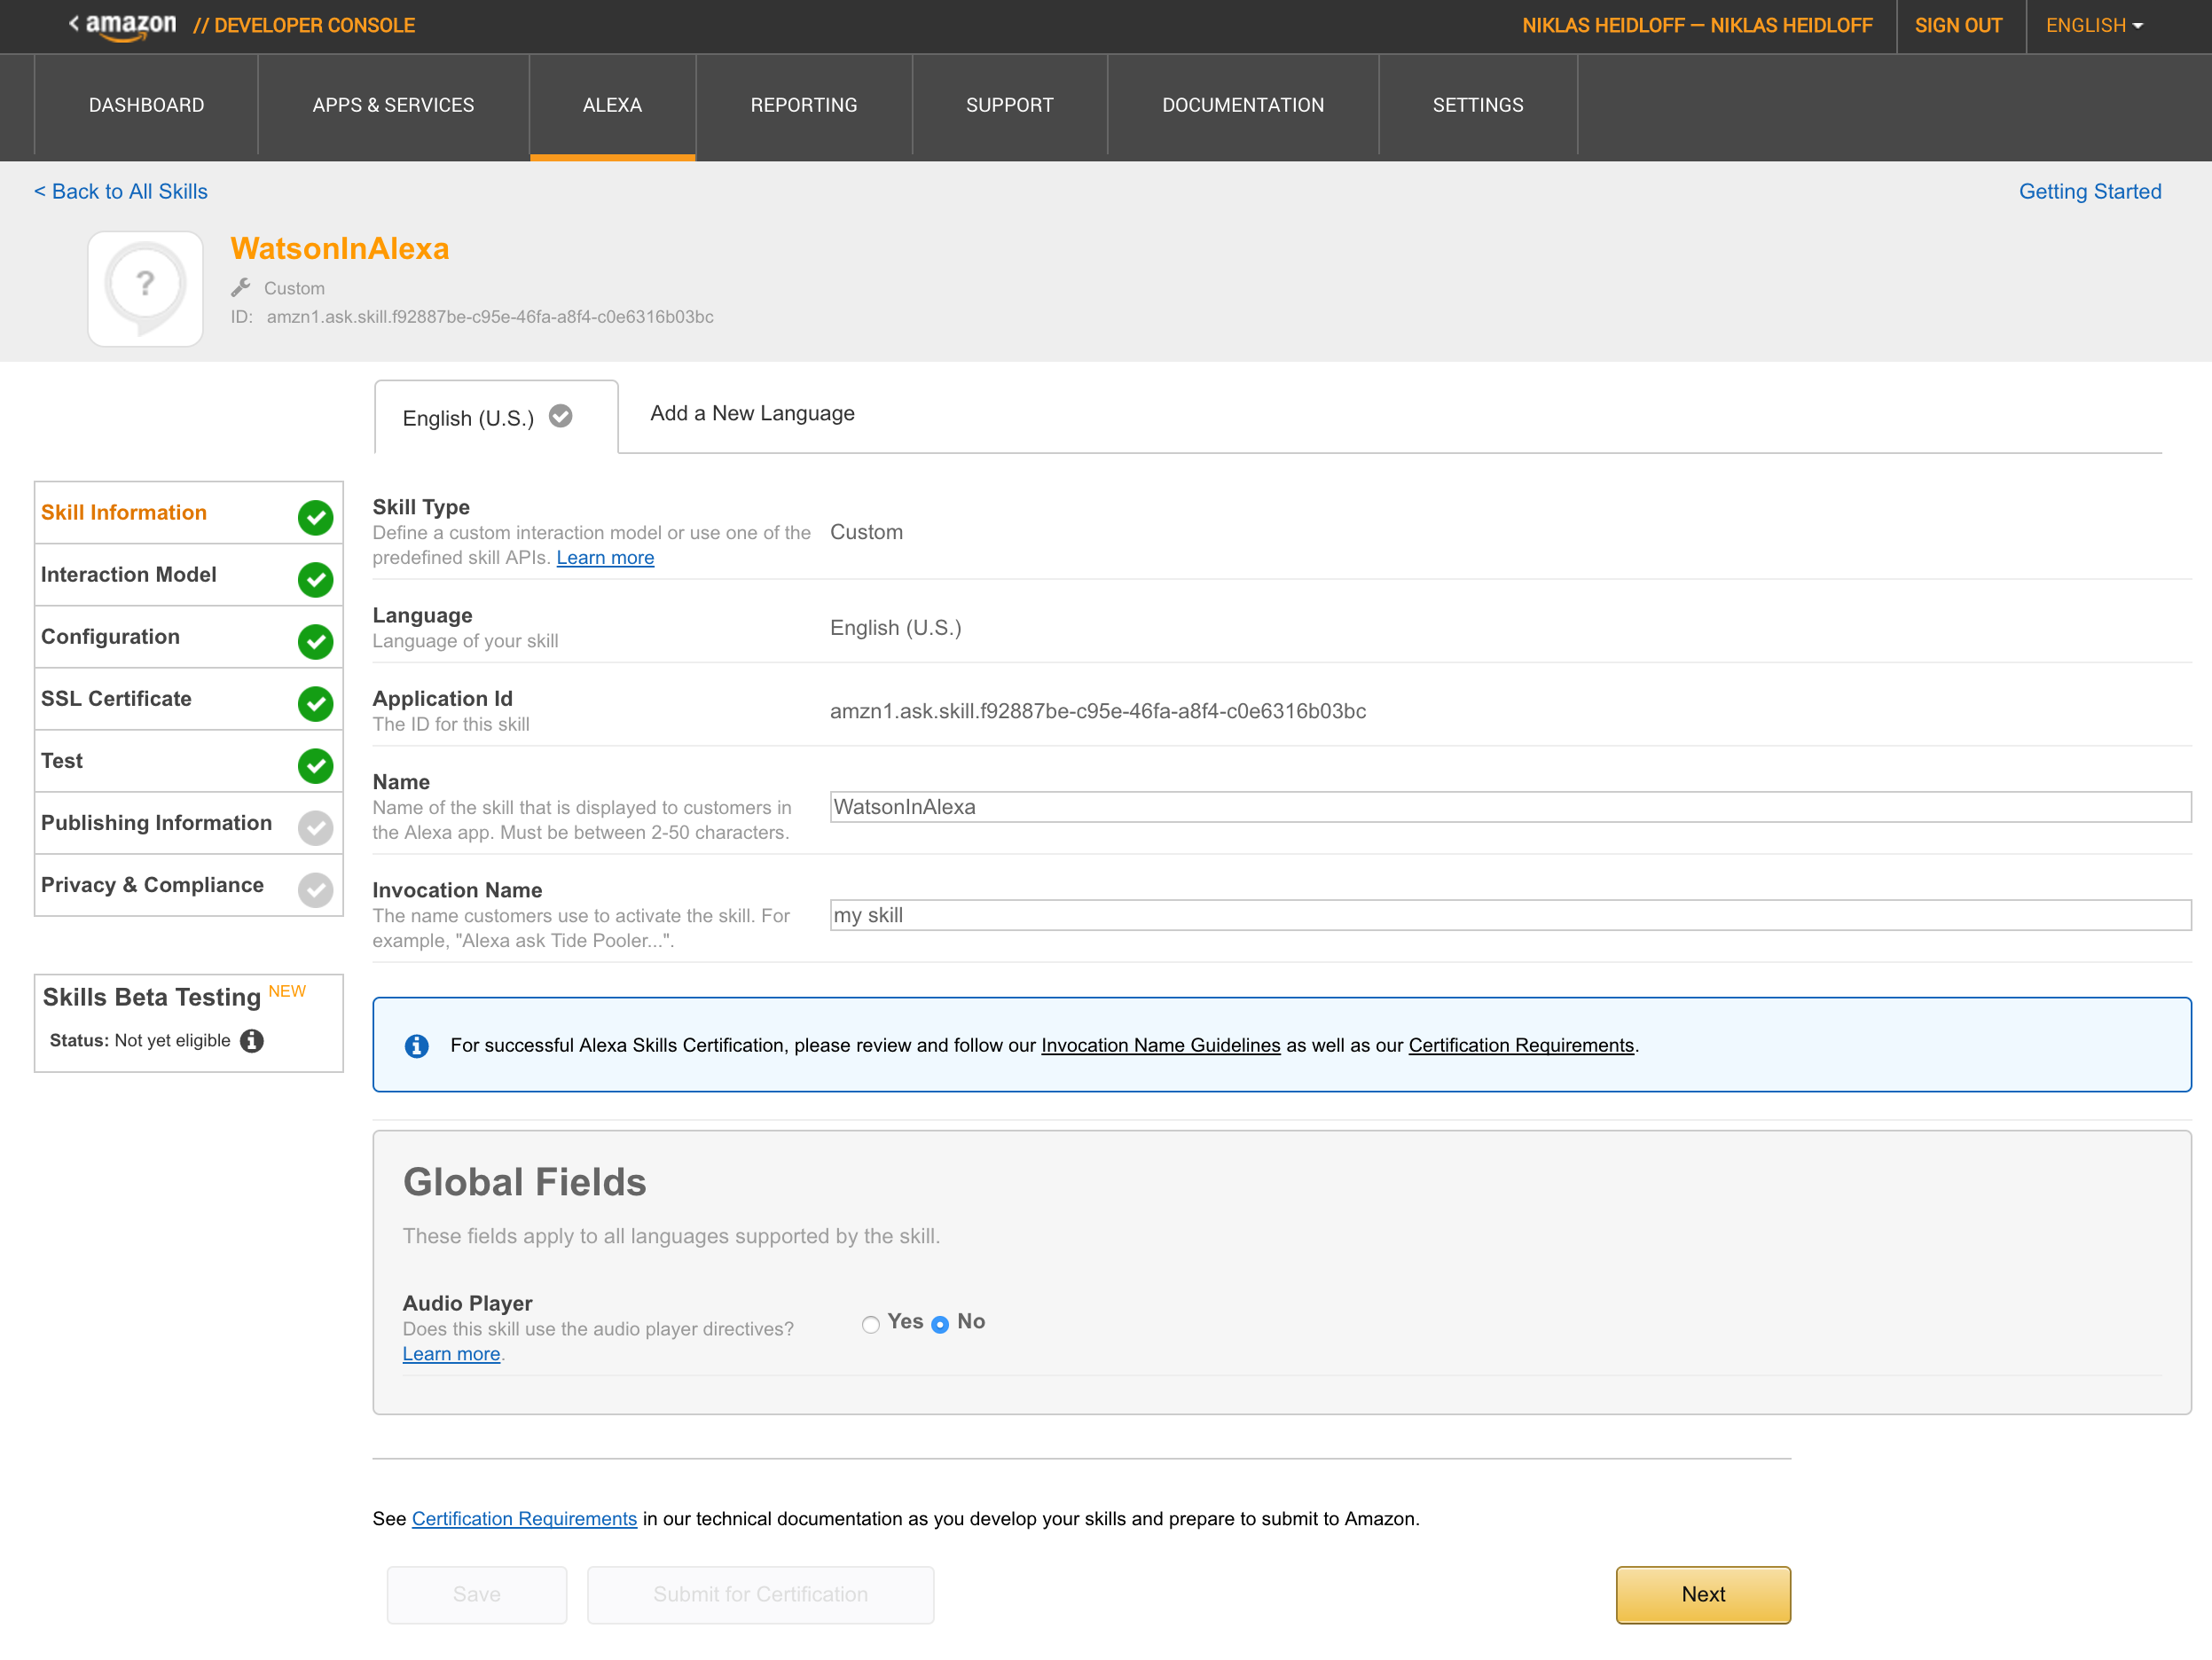 < amazon // DEVELOPER CONSOLE NIKLAS HEIDLOFF — NIKLAS HEIDLOFF SIGN OUT ENGLISH
DASHBOARD APPS & SERVICES ALEXA REPORTING SUPPORT DOCUMENTATION SETTINGS
< Back to All Skills Getting Started
?
WatsonInAlexa
Custom
ID: amzn1.ask.skill.f92887be-c95e-46fa-a8f4-c0e6316b03bc
English (U.S.) Add a New Language
Skill Information
Interaction Model
Configuration
SSL Certificate
Test
Publishing Information
Privacy & Compliance
Skills Beta Testing NEW
Status: Not yet eligible
Skill Type
Define a custom interaction model or use one of the
predefined skill APIs. Learn more
Custom
Language
Language of your skill
English (U.S.)
Application Id
The ID for this skill
amzn1.ask.skill.f92887be-c95e-46fa-a8f4-c0e6316b03bc
Name
Name of the skill that is displayed to customers in
the Alexa app. Must be between 2-50 characters.
WatsonInAlexa
Invocation Name
The name customers use to activate the skill. For
example, "Alexa ask Tide Pooler...".
my skill
For successful Alexa Skills Certification, please review and follow our Invocation Name Guidelines as well as our Certification Requirements.
Global Fields
These fields apply to all languages supported by the skill.
Audio Player
Does this skill use the audio player directives?
Learn more.
Yes No
See Certification Requirements in our technical documentation as you develop your skills and prepare to submit to Amazon.
Save Submit for Certification Next